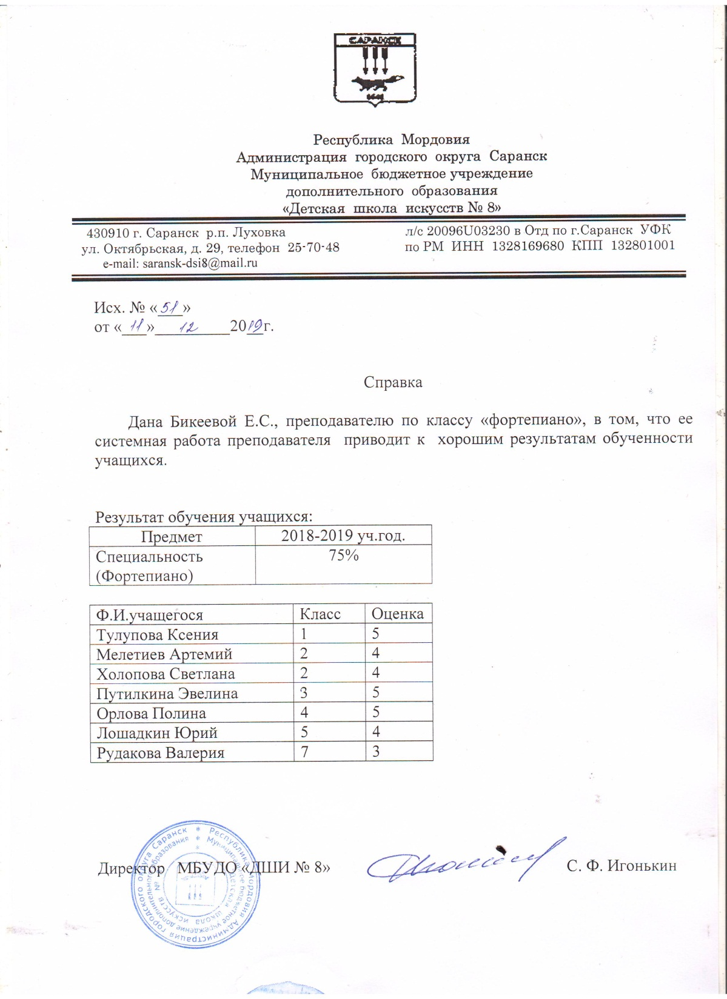 САРАНСК
1641
Республика Мордовия
Администрация городского округа Саранск
Муниципальное бюджетное учреждение
дополнительного образования
«Детская школа искусств № 8»
430910 г. Саранск р.п. Луховка
ул. Октябрьская, д. 29, телефон 25-70-48
e-mail: saransk-dsi8@mail.ru
л/с 20096U03230 в Отд по г.Саранск УФК
по РМ ИНН 1328169680 КПП 132801001
Исх. № «51»
от «11» 12 2019г.
Справка
Дана Бикеевой Е.С., преподавателю по классу «фортепиано», в том, что ее
системная работа преподавателя приводит к хорошим результатам обученности
учащихся.
Результат обучения учащихся:
Предмет 2018-2019 уч.год.
Специальность 75%
(Фортепиано)
Ф.И.учащегося Класс Оценка
Тулупова Ксения 1 5
Мелетиев Артемий 2 4
Холопова Светлана 2 4
Путилкина Эвелина 3 5
Орлова Полина 4 5
Лошадкин Юрий 5 4
Рудакова Валерия 7 3
Директор МБУДО «ДШИ № 8» С. Ф. Игонькин
Республика Мордовия Администрация городского округа Саранск
Муниципальное бюджетное учреждение дополнительного образования
Детская школа искусств №